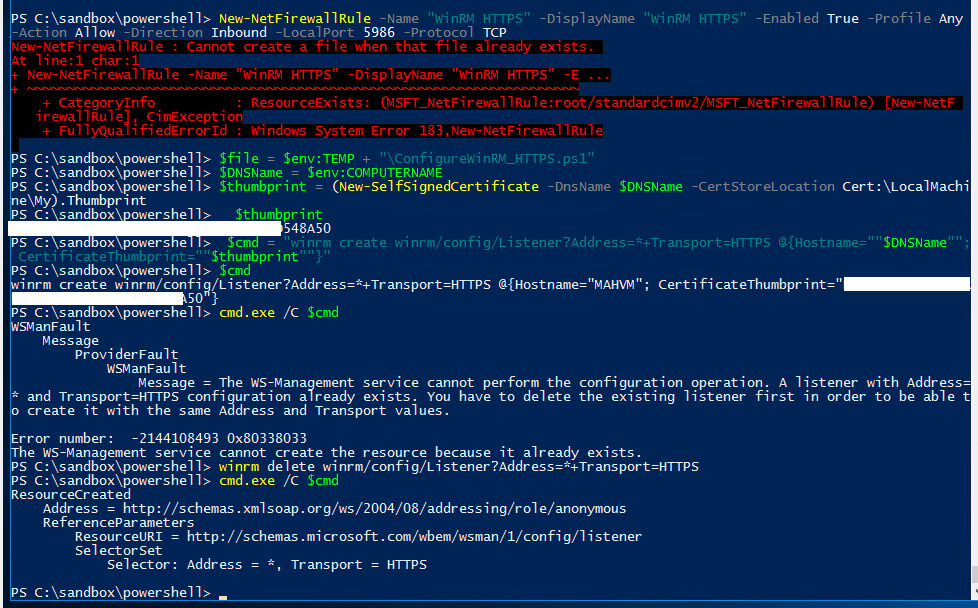 PS C:\sandbox\powershell> New-NetFirewallRule -Name "WinRM HTTPS" -DisplayName "WinRM HTTPS" -Enabled True -Profile Any
-Action Allow -Direction Inbound -LocalPort 5986 -Protocol TCP
New-NetFirewallRule : Cannot create a file when that file already exists.
At line:1 char:1
+ New-NetFirewallRule -Name "WinRM HTTPS" -DisplayName "WinRM HTTPS" -E ...
+ ~~~~~~~~~~~~~~~~~~~~~~~~~~~~~~~~~~~~~~~~~~~~~~~~~~~~~~~~~~~~~~~~~~~~~
+ CategoryInfo : ResourceExists: (MSFT_NetFirewallRule:root/standardcimv2/MSFT_NetFirewallRule) [New-NetF
irewallRule], CimException
+ FullyQualifiedErrorId : Windows System Error 183,New-NetFirewallRule
PS C:\sandbox\powershell> $file = $env:TEMP + "\ConfigureWinRM_HTTPS.ps1"
PS C:\sandbox\powershell> $DNSName = $env:COMPUTERNAME
PS C:\sandbox\powershell> $thumbprint = (New-SelfSignedCertificate -DnsName $DNSName -CertStoreLocation Cert:\LocalMachi
ne\My).Thumbprint
PS C:\sandbox\powershell> $thumbprint
548A50
PS C:\sandbox\powershell> $cmd = "winrm create winrm/config/Listener?Address=*+Transport=HTTPS @{Hostname=""$DNSName"";
CertificateThumbprint=""$thumbprint""}"
PS C:\sandbox\powershell> $cmd
winrm create winrm/config/Listener?Address=*+Transport=HTTPS @{Hostname="MAHVM"; CertificateThumbprint="
A50"}
PS C:\sandbox\powershell> cmd.exe /C $cmd
WSManFault
Message
ProviderFault
WSManFault
Message = The WS-Management service cannot perform the configuration operation. A listener with Address=
* and Transport=HTTPS configuration already exists. You have to delete the existing listener first in order to be able t
o create it with the same Address and Transport values.
Error number: -2144108493 0x80338033
The WS-Management service cannot create the resource because it already exists.
PS C:\sandbox\powershell> winrm delete winrm/config/Listener?Address=*+Transport=HTTPS
PS C:\sandbox\powershell> cmd.exe /C $cmd
ResourceCreated
Address = http://schemas.xmlsoap.org/ws/2004/08/addressing/role/anonymous
ReferenceParameters
ResourceURI = http://schemas.microsoft.com/wbem/wsman/1/config/listener
SelectorSet
Selector: Address = *, Transport = HTTPS
PS C:\sandbox\powershell>